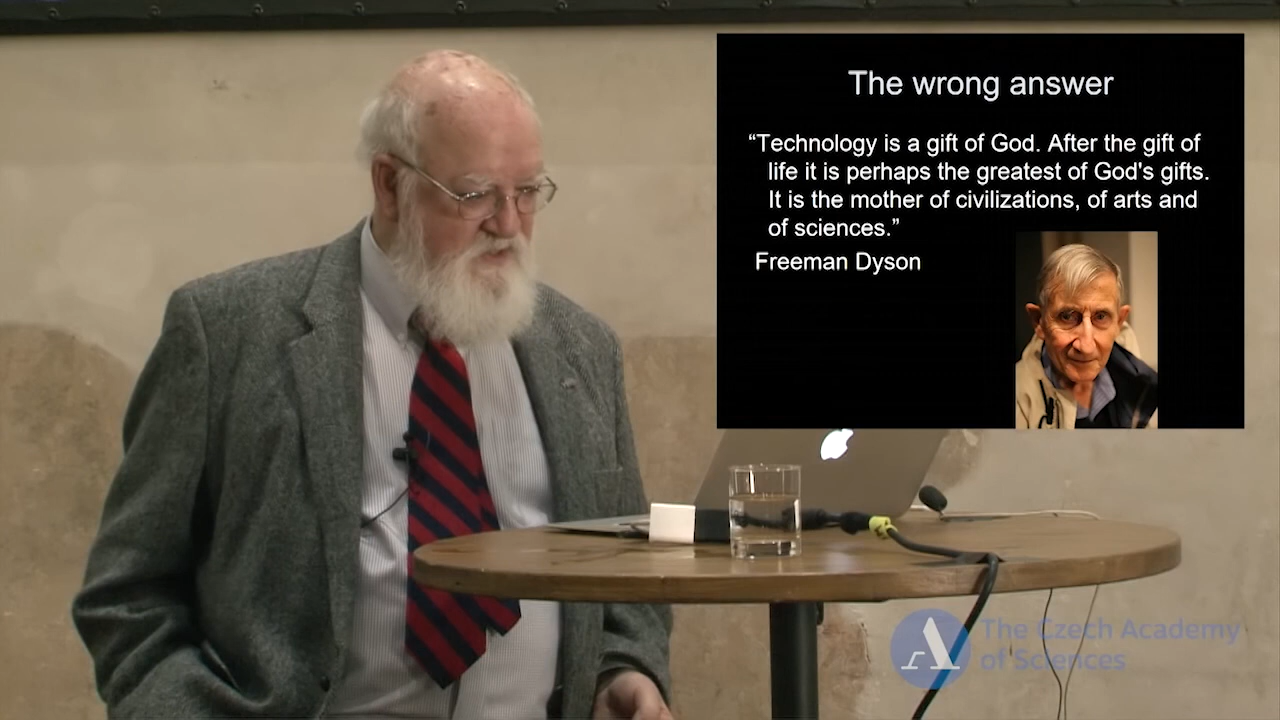 The wrong answer
“Technology is a gift of God. After the gift of
life it is perhaps the greatest of God's gifts.
It is the mother of civilizations, of arts and
of sciences.”
Freeman Dyson
The Czech Academy
of Sciences